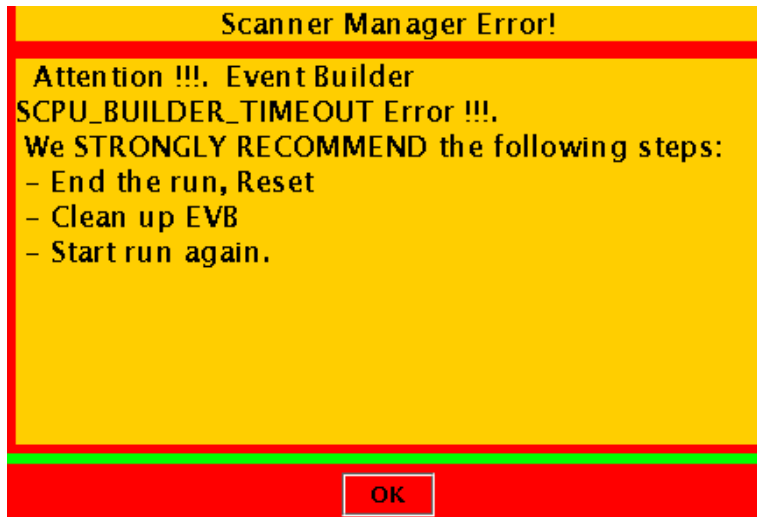 Scanner Manager Error!
Attention !!!. Event Builder
SCPU_BUILDER_TIMEOUT Error !!!.
We STRONGLY RECOMMEND the following steps:
– End the run, Reset
– Clean up EVB
– Start run again.
OK